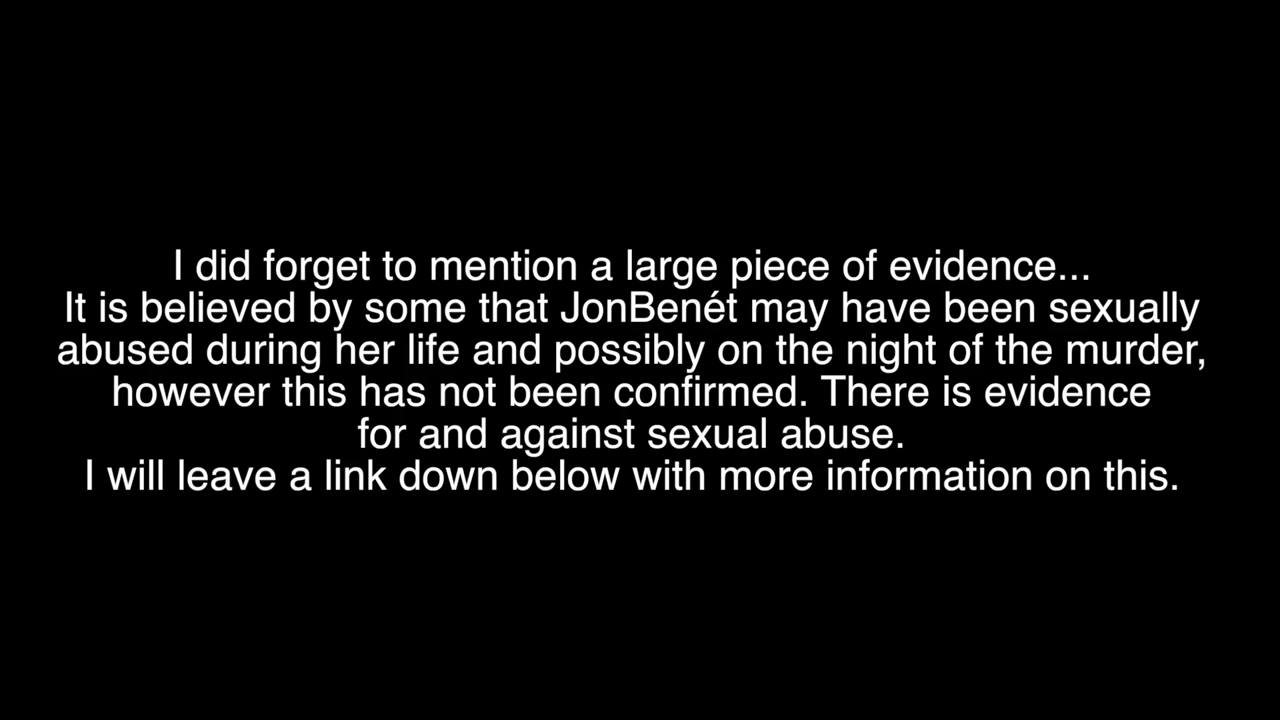 I did forget to mention a large piece of evidence...
It is believed by some that JonBenét may have been sexually
abused during her life and possibly on the night of the murder,
however this has not been confirmed. There is evidence
for and against sexual abuse.
I will leave a link down below with more information on this.